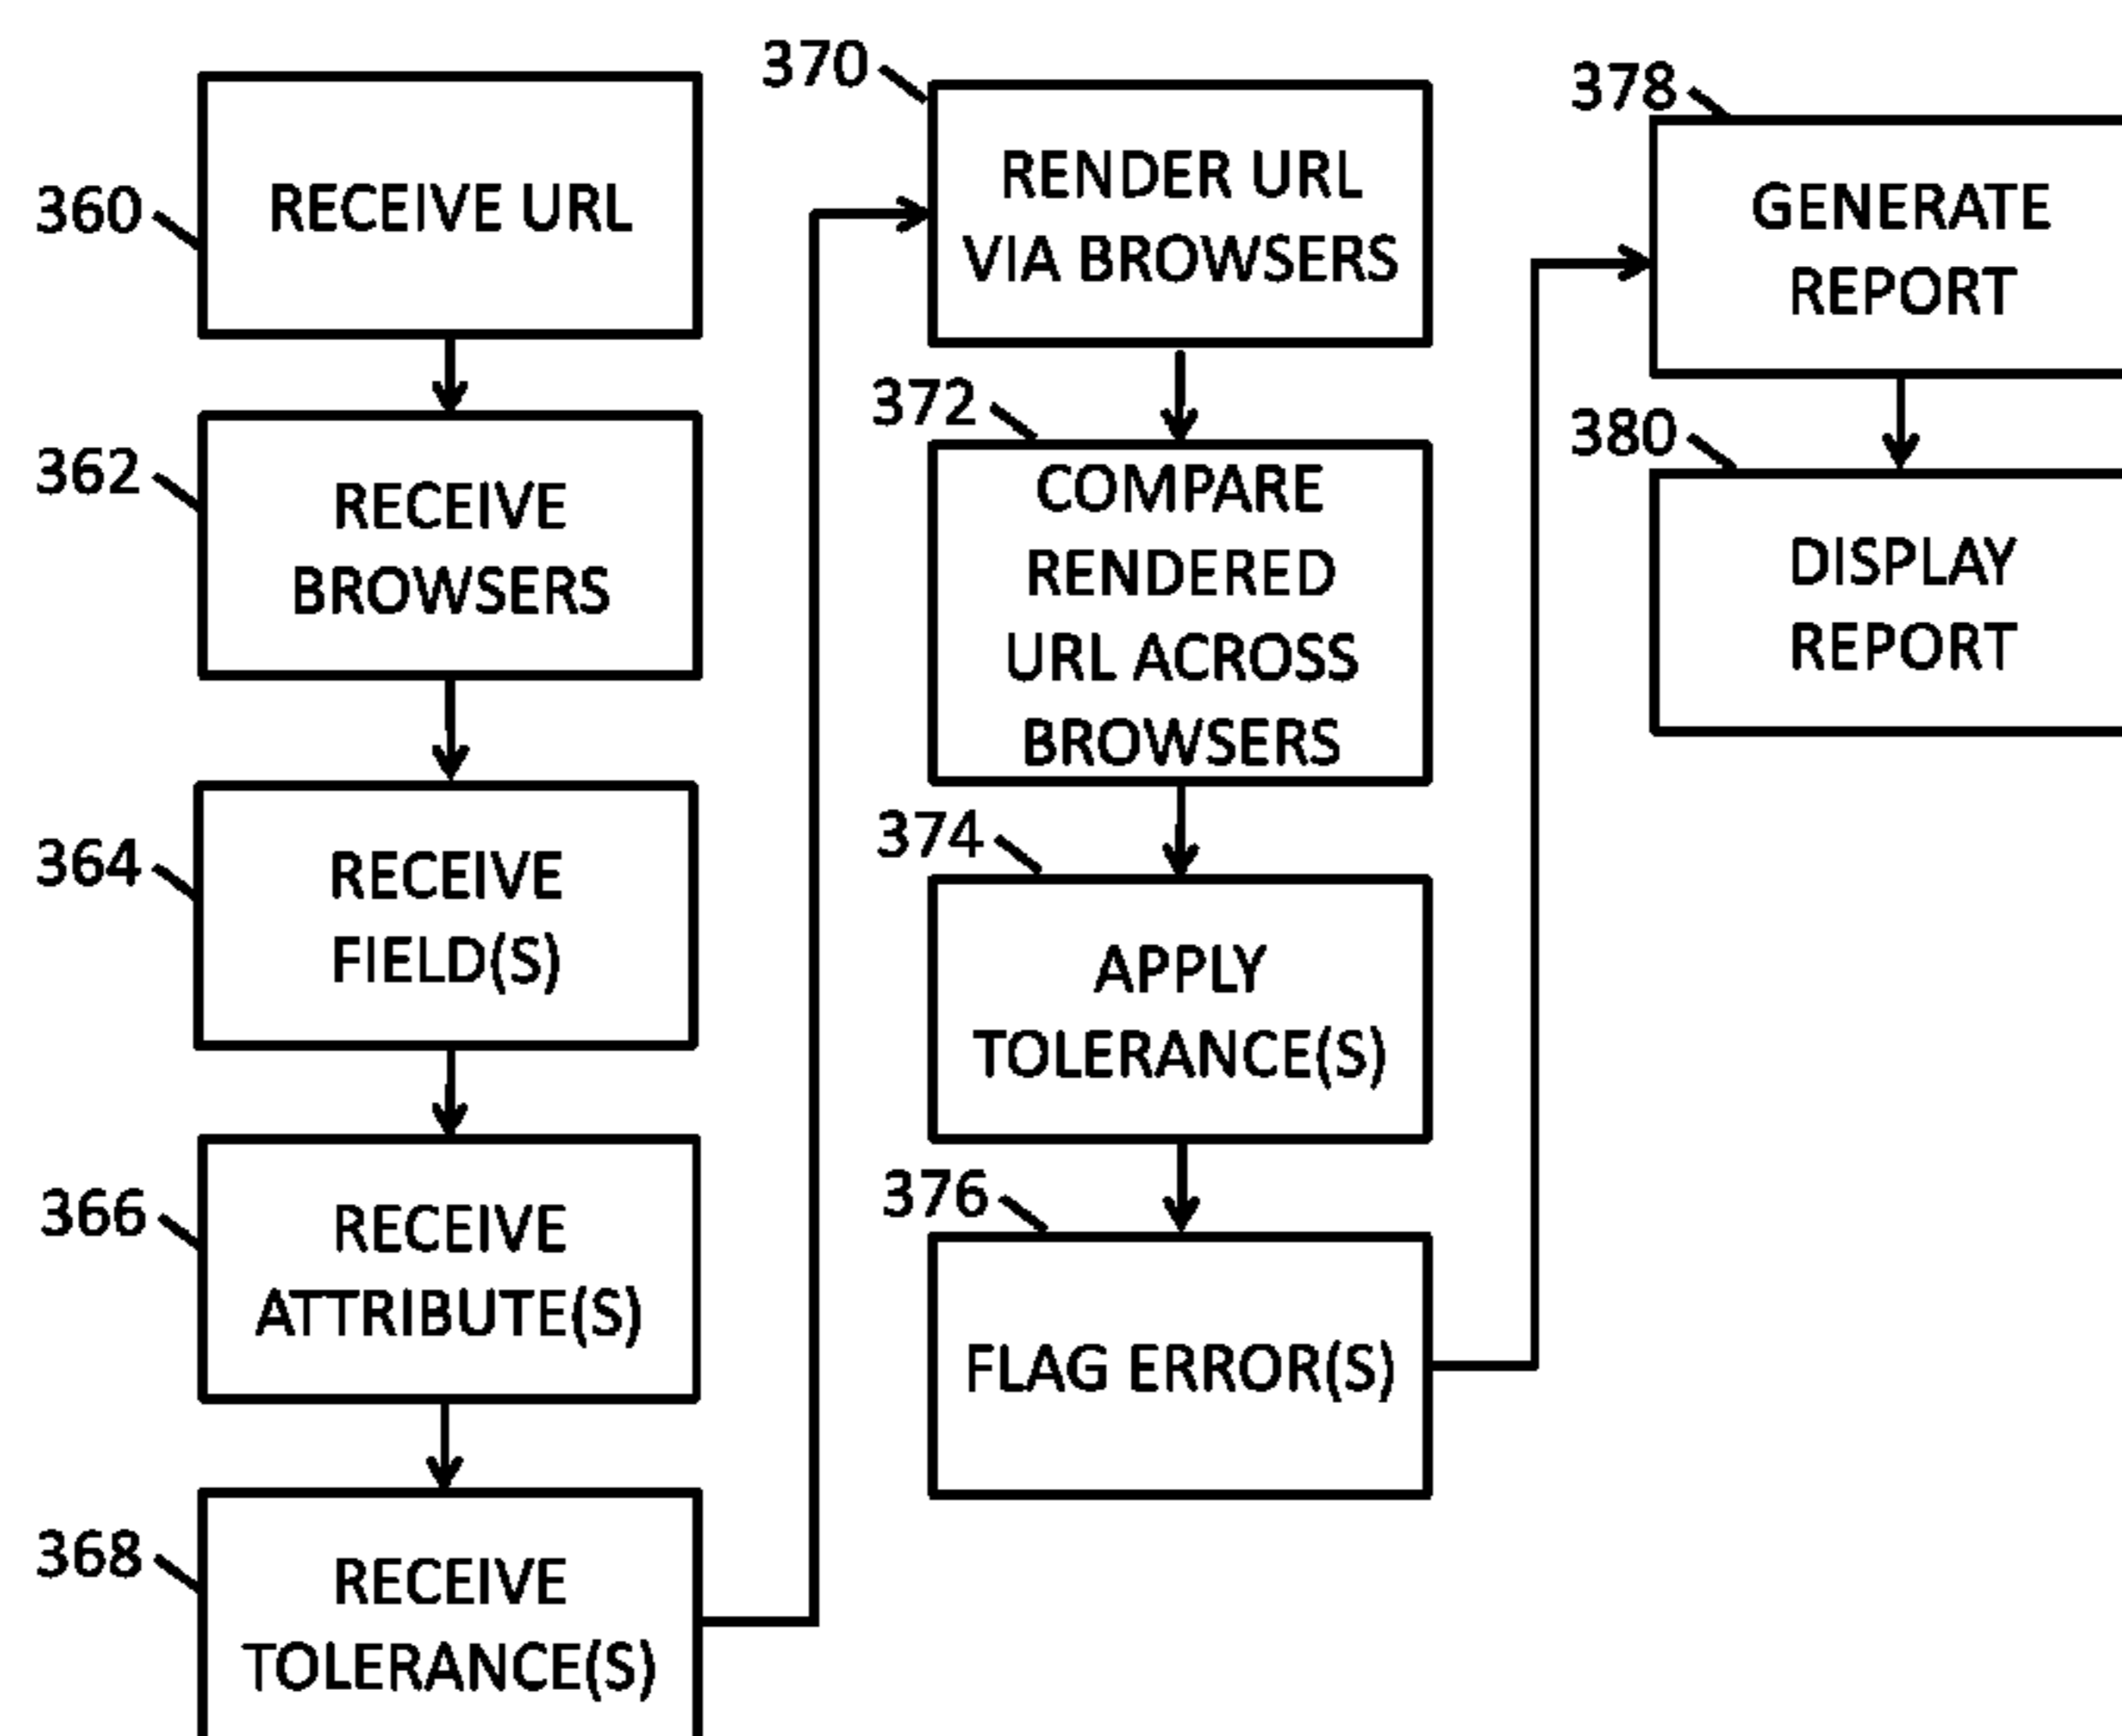 360
RECEIVE URL
362
RECEIVE
BROWSERS
364
RECEIVE
FIELD(S)
366
RECEIVE
ATTRIBUTE(S)
368
RECEIVE
TOLERANCE(S)
370
RENDER URL
VIA BROWSERS
372
COMPARE
RENDERED
URL ACROSS
BROWSERS
374
APPLY
TOLERANCE(S)
376
FLAG ERROR(S)
378
GENERATE
REPORT
380
DISPLAY
REPORT